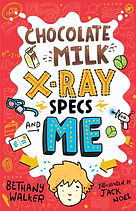 CHOCOLATE
MILK
X-RAY
SPECS
AND
ME
BETHANY
WALKER
Illustrated by
JACK
NOEL